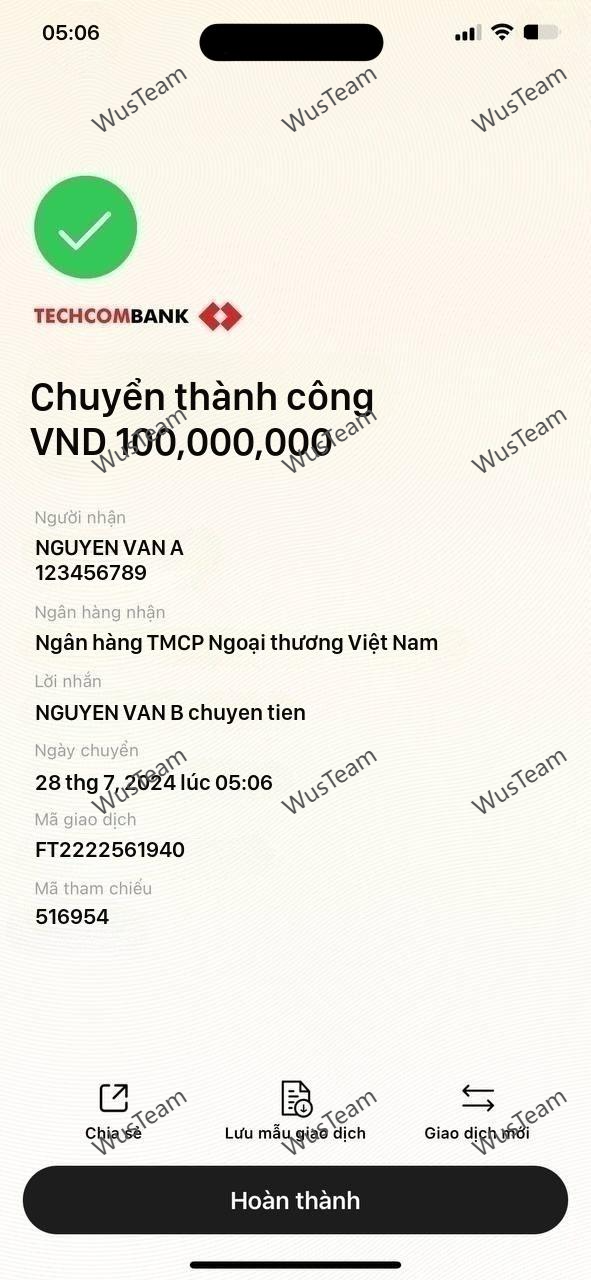 05:06
WusTeam WusTeam WusTeam
TECHCOMBANK
Chuyển thành công
VND 100,000,000
WusTeam WusTeam WusTeam
Người nhận
NGUYEN VAN A
123456789
Ngân hàng nhận
Ngân hàng TMCP Ngoại thương Việt Nam
Lời nhắn
NGUYEN VAN B chuyen tien
Ngày chuyển
28 thg 7, 2024 lúc 05:06
WusTeam WusTeam WusTeam
Mã giao dịch
FT2222561940
Mã tham chiếu
516954
WusTeam WusTeam WusTeam
Chia sẻ Lưu mẫu giao dịch Giao dịch mới
Hoàn thành